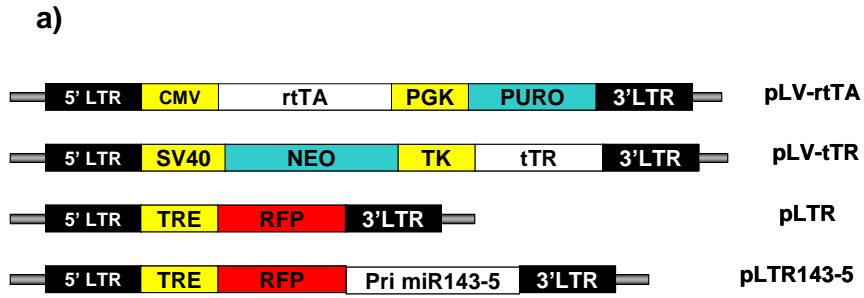 a)
5' LTR CMV rtTA PGK PURO 3'LTR pLV-rtTA
5' LTR SV40 NEO TK tTR 3'LTR pLV-tTR
5' LTR TRE RFP 3'LTR pLTR
5' LTR TRE RFP Pri miR143-5 3'LTR pLTR143-5